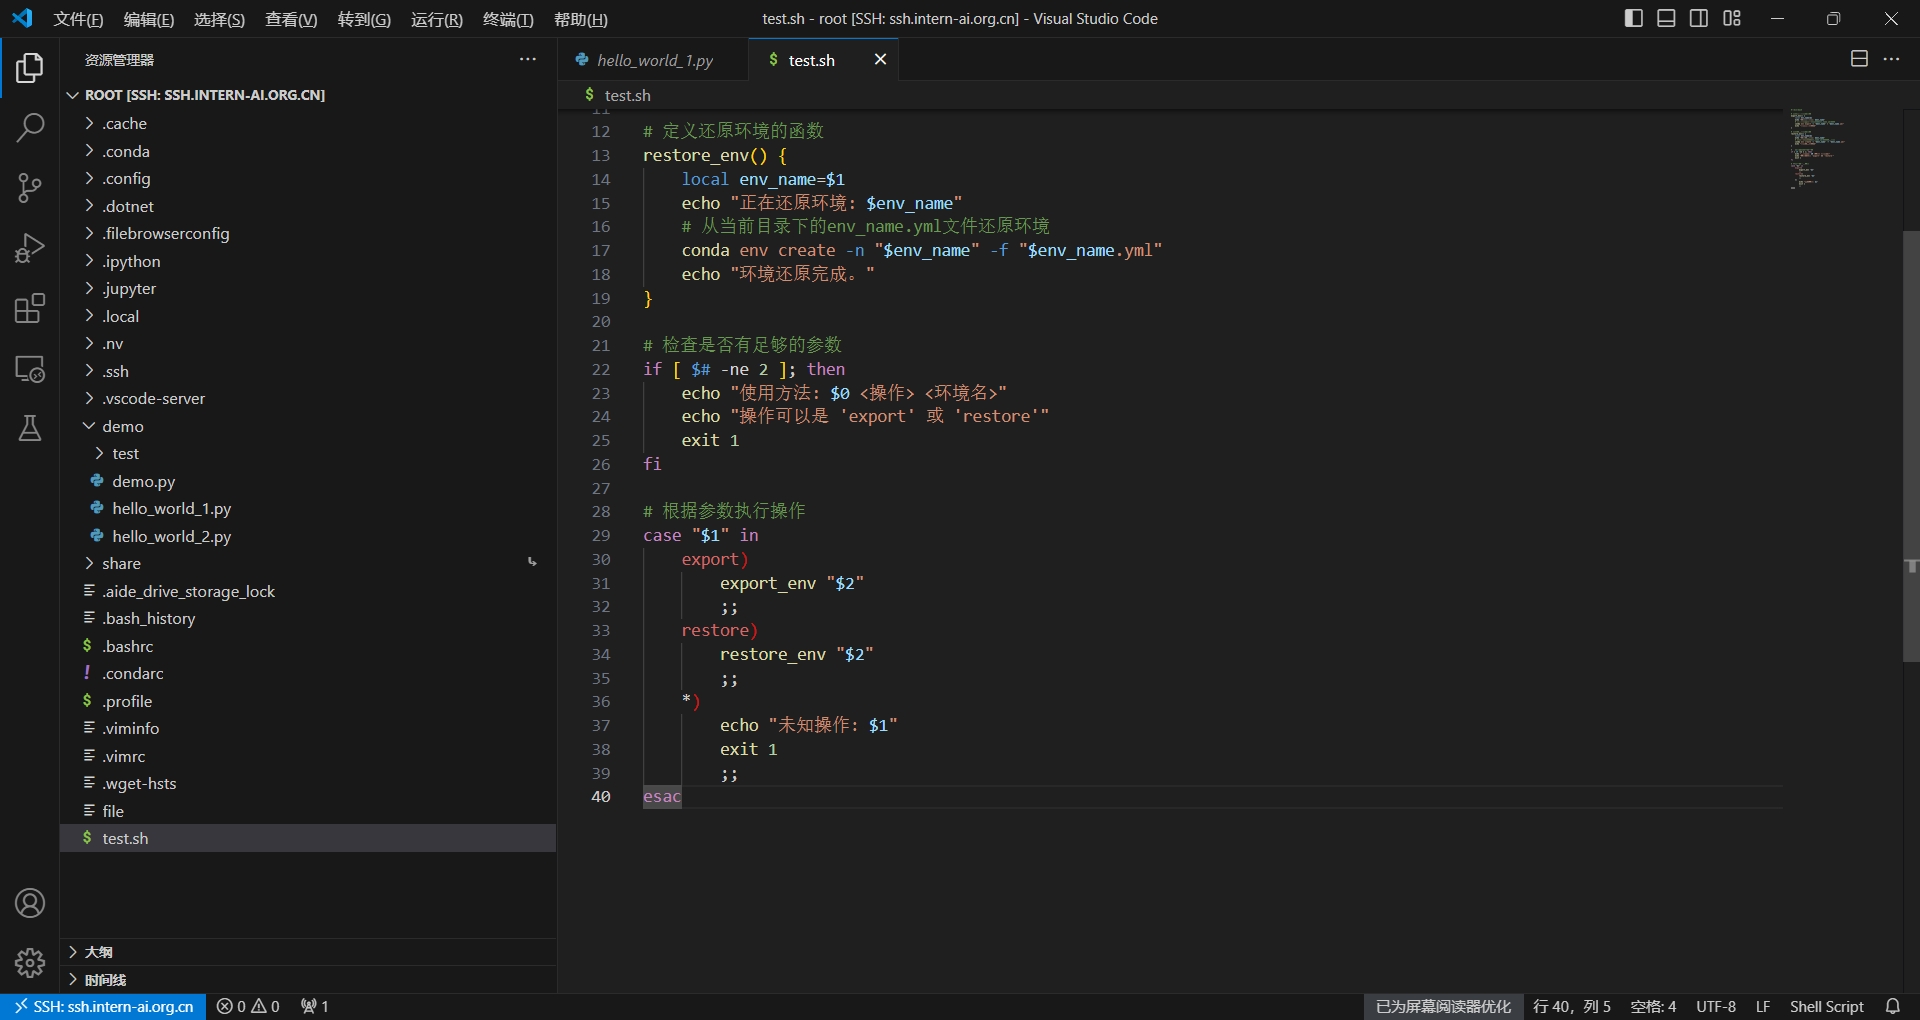 文件(F) 编辑(E) 选择(S) 查看(V) 转到(G) 运行(R) 终端(T) 帮助(H)
test.sh - root [SSH: ssh.intern-ai.org.cn] - Visual Studio Code
资源管理器
ROOT [SSH: SSH.INTERN-AI.ORG.CN]
.cache
.conda
.config
.dotnet
.filebrowserconfig
.ipython
.jupyter
.local
.nv
.ssh
.vscode-server
demo
test
demo.py
hello_world_1.py
hello_world_2.py
share
.aide_drive_storage_lock
.bash_history
$ .bashrc
! .condarc
$ .profile
.viminfo
.vimrc
.wget-hsts
file
$ test.sh
大纲
时间线
hello_world_1.py
$ test.sh
$ test.sh
11
12 # 定义还原环境的函数
13 restore_env() {
14 local env_name=$1
15 echo "正在还原环境: $env_name"
16 # 从当前目录下的env_name.yml文件还原环境
17 conda env create -n "$env_name" -f "$env_name.yml"
18 echo "环境还原完成。"
19 }
20
21 # 检查是否有足够的参数
22 if [ $# -ne 2 ]; then
23 echo "使用方法: $0 <操作> <环境名>"
24 echo "操作可以是 'export' 或 'restore'"
25 exit 1
26 fi
27
28 # 根据参数执行操作
29 case "$1" in
30 export)
31 export_env "$2"
32 ;;
33 restore)
34 restore_env "$2"
35 ;;
36 *)
37 echo "未知操作: $1"
38 exit 1
39 ;;
40 esac
SSH: ssh.intern-ai.org.cn 0 0 1
已为屏幕阅读器优化 行 40，列 5 空格: 4 UTF-8 LF Shell Script